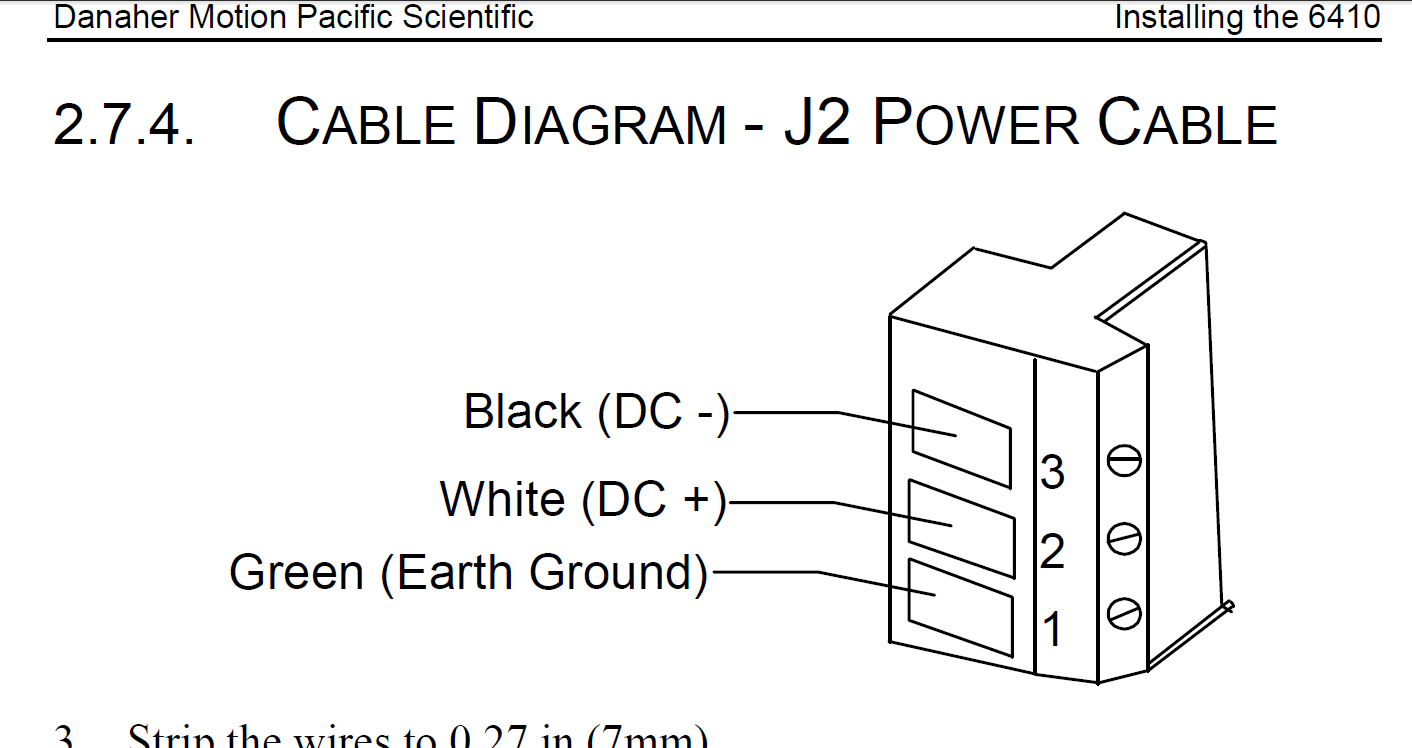 Danaher Motion Pacific Scientific Installing the 6410
2.7.4. CABLE DIAGRAM - J2 POWER CABLE
Black (DC -)
White (DC +)
Green (Earth Ground)
3
2
1
3. Strip the wires to 0.27 in (7mm)